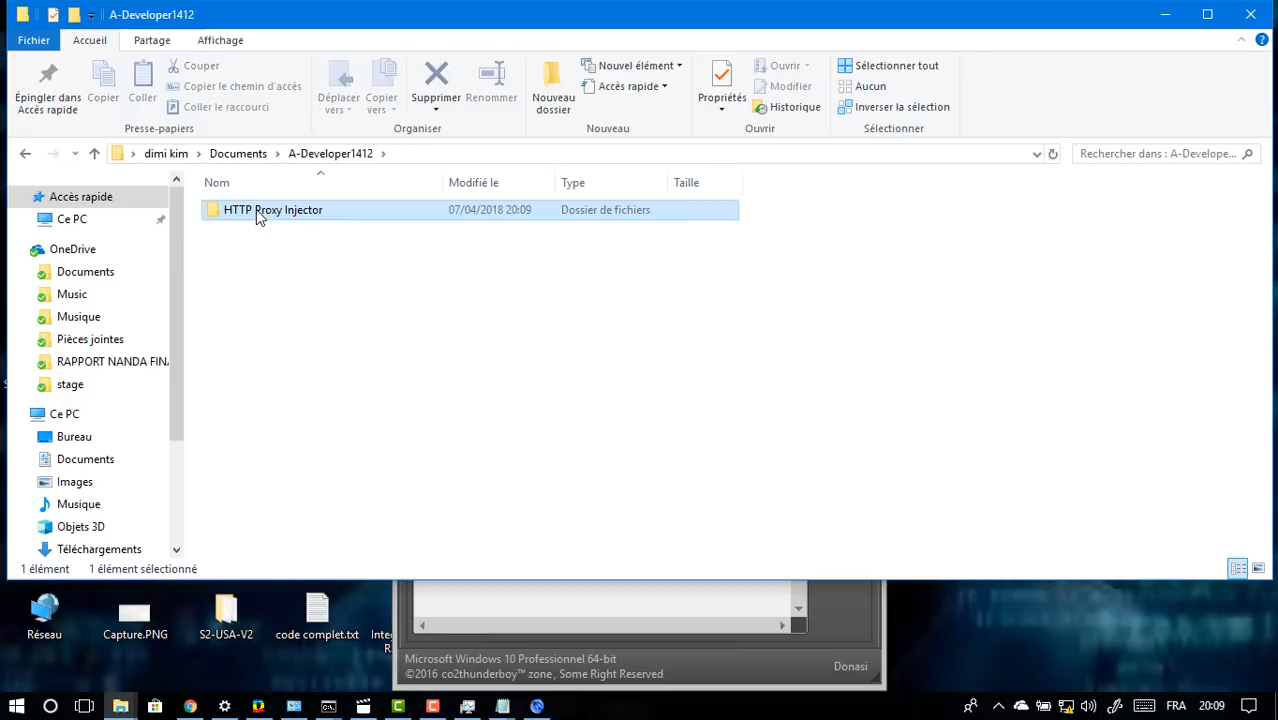 A-Developer1412
Fichier Accueil Partage Affichage
Épingler dans Accès rapide
Copier
Coller
Couper
Copier le chemin d'accès
Coller le raccourci
Presse-papiers
Déplacer vers
Copier vers
Supprimer
Renommer
Organiser
Nouveau dossier
Nouvel élément
Accès rapide
Nouveau
Propriétés
Ouvrir
Modifier
Historique
Ouvrir
Sélectionner tout
Aucun
Inverser la sélection
Sélectionner
dimi kim > Documents > A-Developer1412 >
Rechercher dans : A-Develope...
Nom Modifié le Type Taille
HTTP Proxy Injector 07/04/2018 20:09 Dossier de fichiers
Accès rapide
Ce PC
OneDrive
Documents
Music
Musique
Pièces jointes
RAPPORT NANDA FINA
stage
Ce PC
Bureau
Documents
Images
Musique
Objets 3D
Téléchargements
1 élément 1 élément sélectionné
Réseau
Capture.PNG
S2-USA-V2
code complet.txt
Microsoft Windows 10 Professionnel 64-bit
©2016 co2thunderboy™ zone , Some Right Reserved
Donasi
FRA 20:09